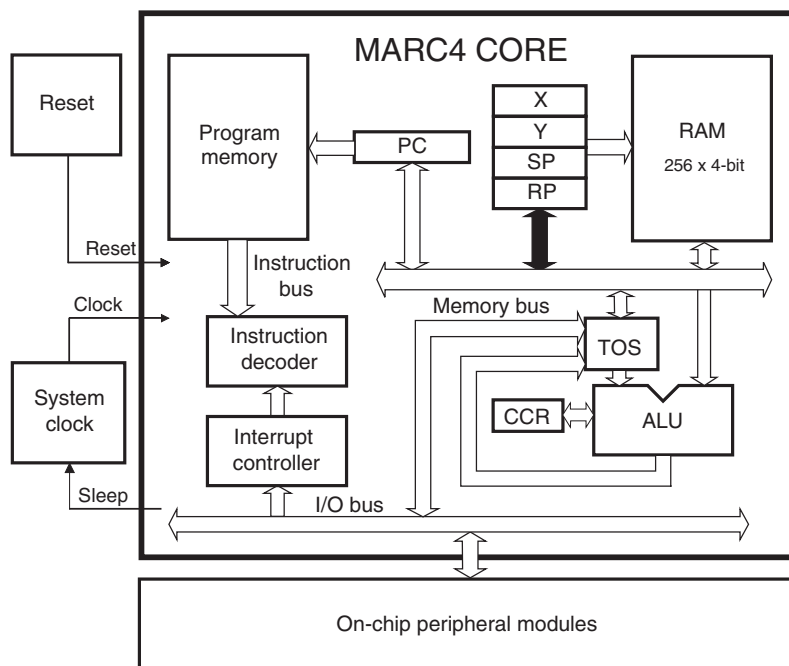 MARC4 CORE
Reset
Program
memory
PC
X
Y
SP
RP
RAM
256 x 4-bit
Reset
Instruction
bus
Clock
Memory bus
Instruction
decoder
TOS
System
clock
Interrupt
controller
CCR
ALU
Sleep
I/O bus
On-chip peripheral modules